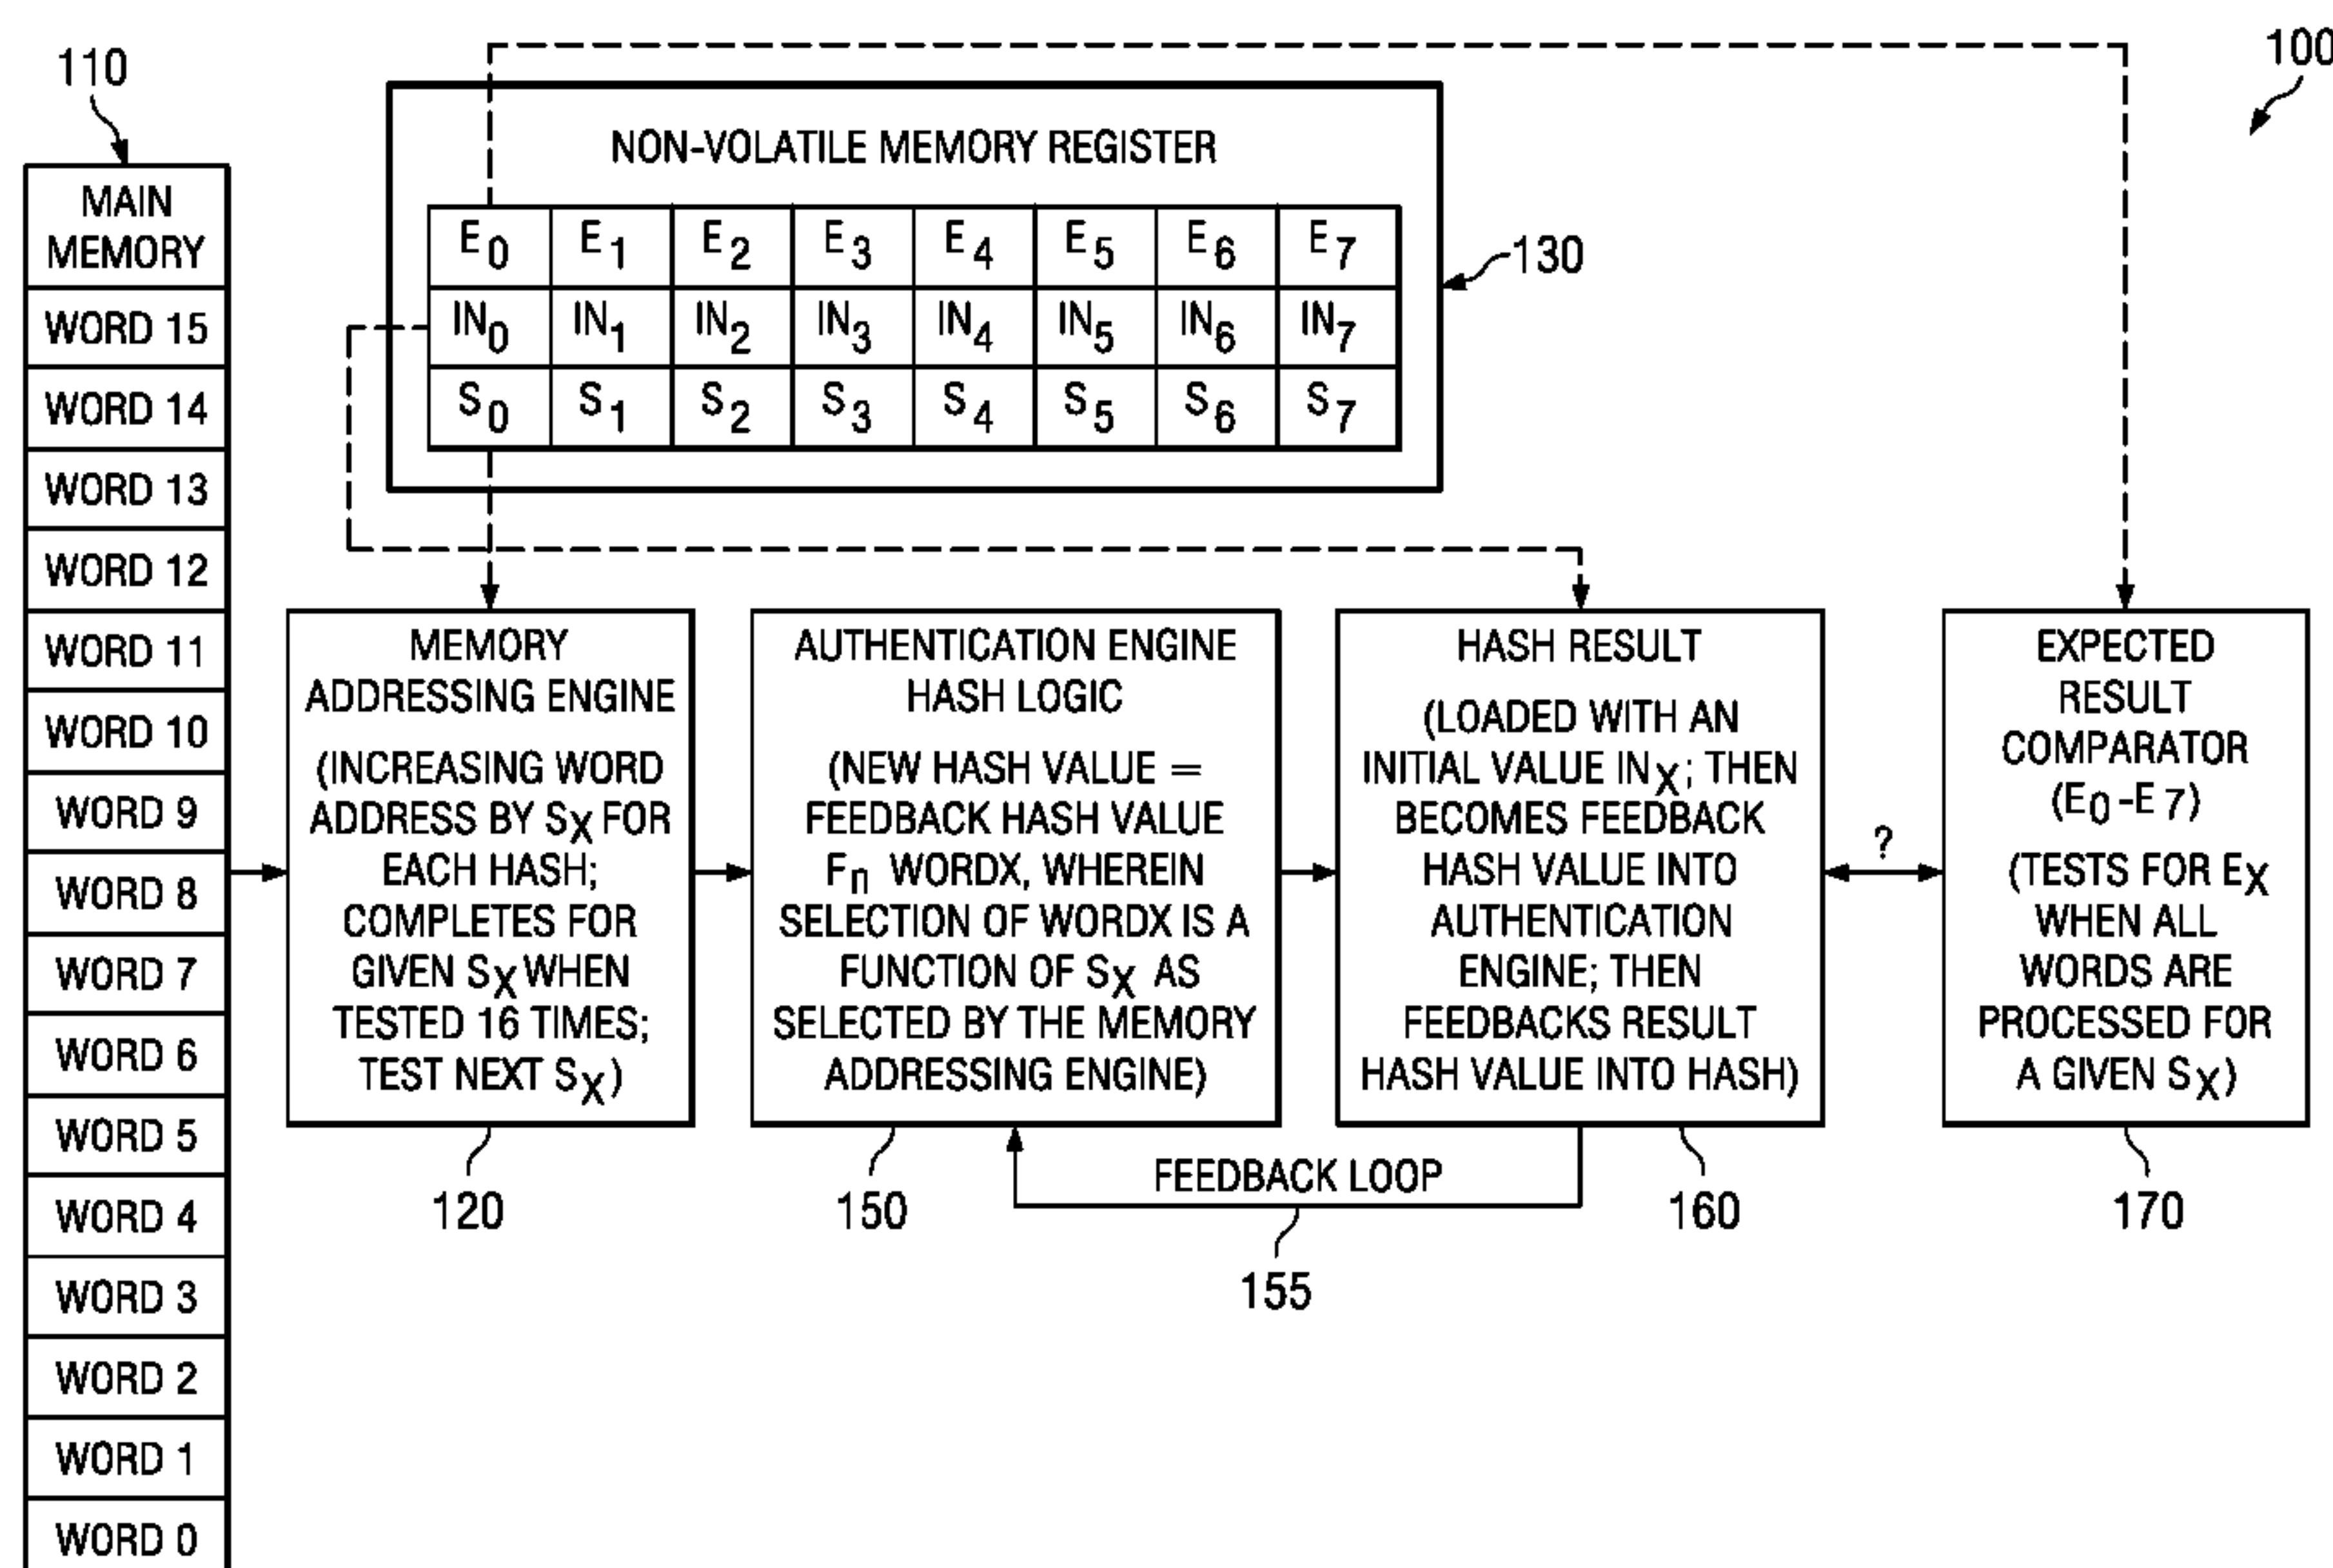 100
110
MAIN
MEMORY
WORD 15
WORD 14
WORD 13
WORD 12
WORD 11
WORD 10
WORD 9
WORD 8
WORD 7
WORD 6
WORD 5
WORD 4
WORD 3
WORD 2
WORD 1
WORD 0
NON-VOLATILE MEMORY REGISTER
E0 E1 E2 E3 E4 E5 E6 E7
IN0 IN1 IN2 IN3 IN4 IN5 IN6 IN7
S0 S1 S2 S3 S4 S5 S6 S7
130
MEMORY
ADDRESSING ENGINE
(INCREASING WORD
ADDRESS BY SX FOR
EACH HASH;
COMPLETES FOR
GIVEN SX WHEN
TESTED 16 TIMES;
TEST NEXT SX)
120
AUTHENTICATION ENGINE
HASH LOGIC
(NEW HASH VALUE =
FEEDBACK HASH VALUE
Fn WORDX, WHEREIN
SELECTION OF WORDX IS A
FUNCTION OF SX AS
SELECTED BY THE MEMORY
ADDRESSING ENGINE)
150
FEEDBACK LOOP
155
HASH RESULT
(LOADED WITH AN
INITIAL VALUE INX; THEN
BECOMES FEEDBACK
HASH VALUE INTO
AUTHENTICATION
ENGINE; THEN
FEEDBACKS RESULT
HASH VALUE INTO HASH)
160
?
EXPECTED
RESULT
COMPARATOR
(E0-E7)
(TESTS FOR EX
WHEN ALL
WORDS ARE
PROCESSED FOR
A GIVEN SX)
170